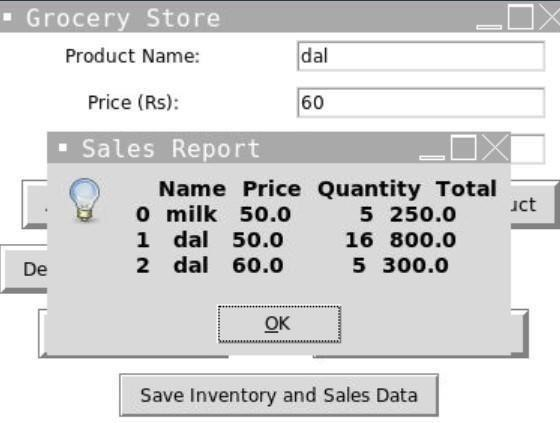 Grocery Store
Product Name: dal
Price (Rs): 60
Sales Report
Name Price Quantity Total
0 milk 50.0 5 250.0
1 dal 50.0 16 800.0
2 dal 60.0 5 300.0
uct
De
OK
Save Inventory and Sales Data